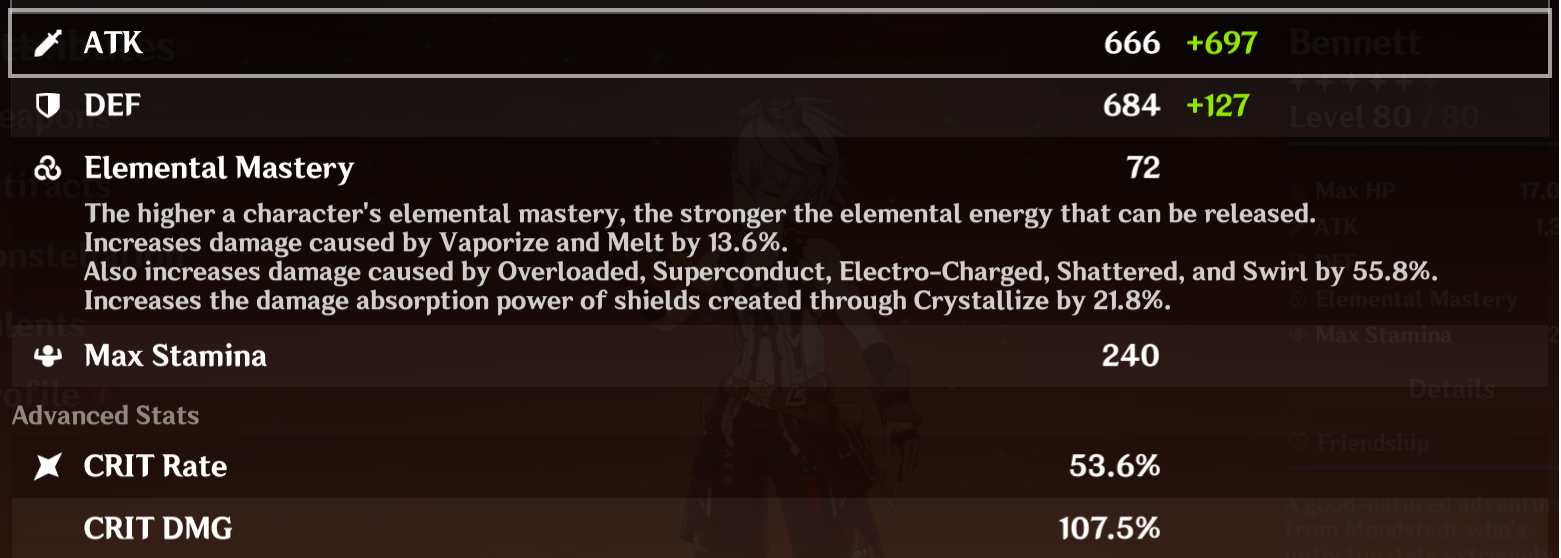 ATK 666 +697
Bennett
DEF 684 +127
Level 80 / 80
Elemental Mastery 72
Max HP
The higher a character's elemental mastery, the stronger the elemental energy that can be released.
ATK
Increases damage caused by Vaporize and Melt by 13.6%.
Also increases damage caused by Overloaded, Superconduct, Electro-Charged, Shattered, and Swirl by 55.8%.
Increases the damage absorption power of shields created through Crystallize by 21.8%.
Elemental Mastery
Max Stamina
Max Stamina 240
Details
Advanced Stats
Friendship
CRIT Rate 53.6%
A good-natured adventu
from Mondstadt who's
CRIT DMG 107.5%